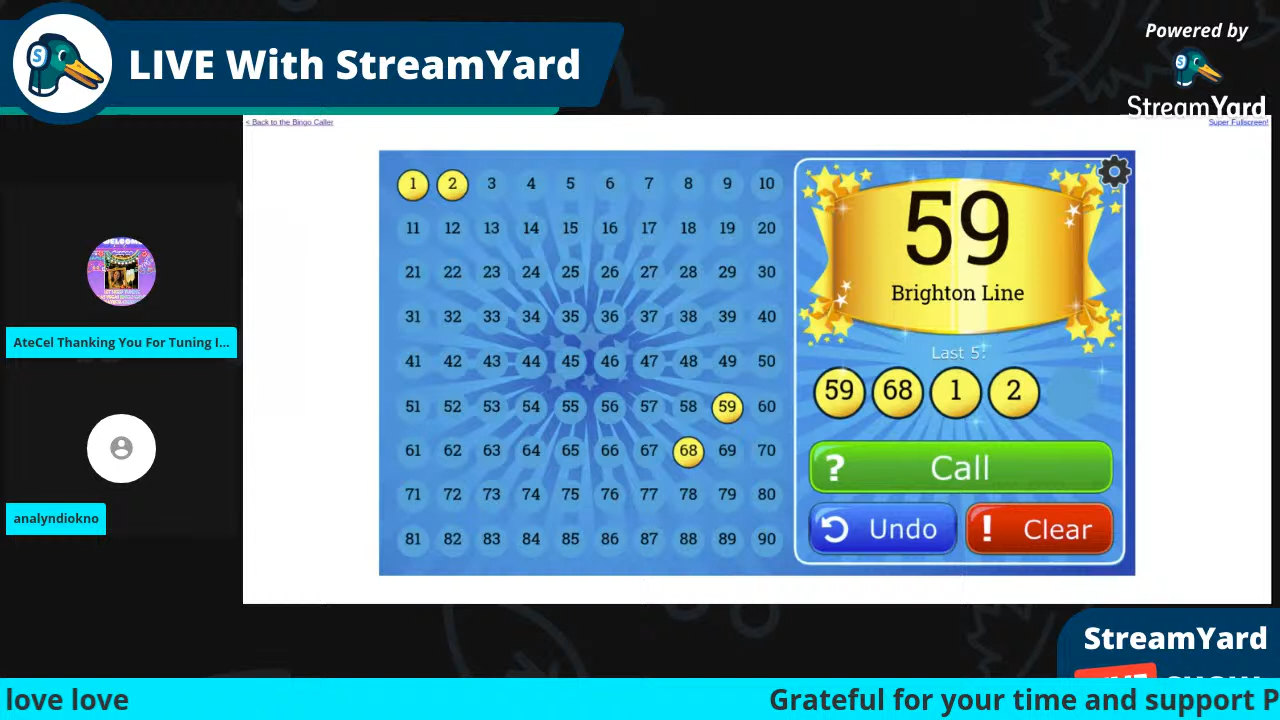 LIVE With StreamYard
Powered by
StreamYard
< Back to the Bingo Caller
Super Fullscreen!
1 2 3 4 5 6 7 8 9 10
11 12 13 14 15 16 17 18 19 20
21 22 23 24 25 26 27 28 29 30
31 32 33 34 35 36 37 38 39 40
41 42 43 44 45 46 47 48 49 50
51 52 53 54 55 56 57 58 59 60
61 62 63 64 65 66 67 68 69 70
71 72 73 74 75 76 77 78 79 80
81 82 83 84 85 86 87 88 89 90
59
Brighton Line
Last 5:
59 68 1 2
? Call
Undo
! Clear
AteCel Thanking You For Tuning I...
analyndiokno
StreamYard
love love
Grateful for your time and support P